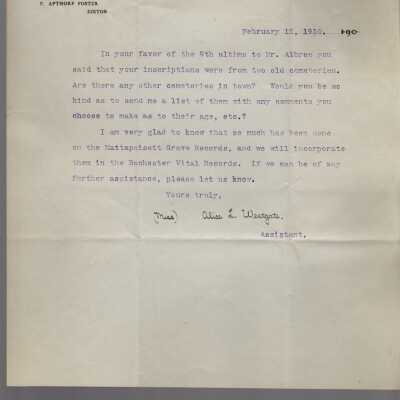 F. APTHORP FOSTER
EDITOR
February 12, 1910. 190
In your favor of the 9th ultimo to Mr. Albree you
said that your inscriptions were from two old cemeteries.
Are there any other cemeteries in town? Would you be so
kind as to send me a list of them with any comments you
choose to make as to their age, etc.?
I am very glad to know that so much has been done
on the Mattapoisett Grave Records, and we will incorporate
them in the Rochester Vital Records. If we can be of any
further assistance, please let us know.
Yours truly,
(Miss) Alice L. Westgate.
Assistant.